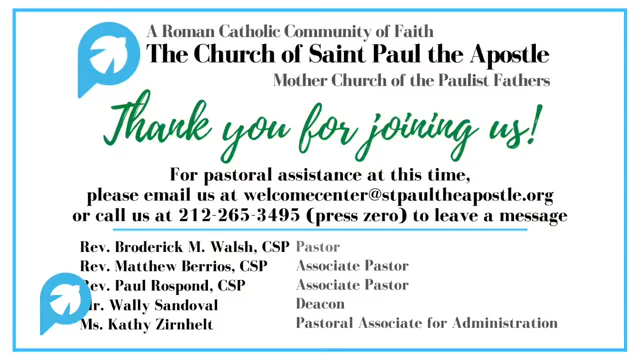 A Roman Catholic Community of Faith
The Church of Saint Paul the Apostle
Mother Church of the Paulist Fathers
Thank you for joining us!
For pastoral assistance at this time,
please email us at welcomecenter@stpaultheapostle.org
or call us at 212-265-3495 (press zero) to leave a message
Rev. Broderick M. Walsh, CSP Pastor
Rev. Matthew Berrios, CSP Associate Pastor
Rev. Paul Rospond, CSP Associate Pastor
Mr. Wally Sandoval Deacon
Ms. Kathy Zirnhelt Pastoral Associate for Administration